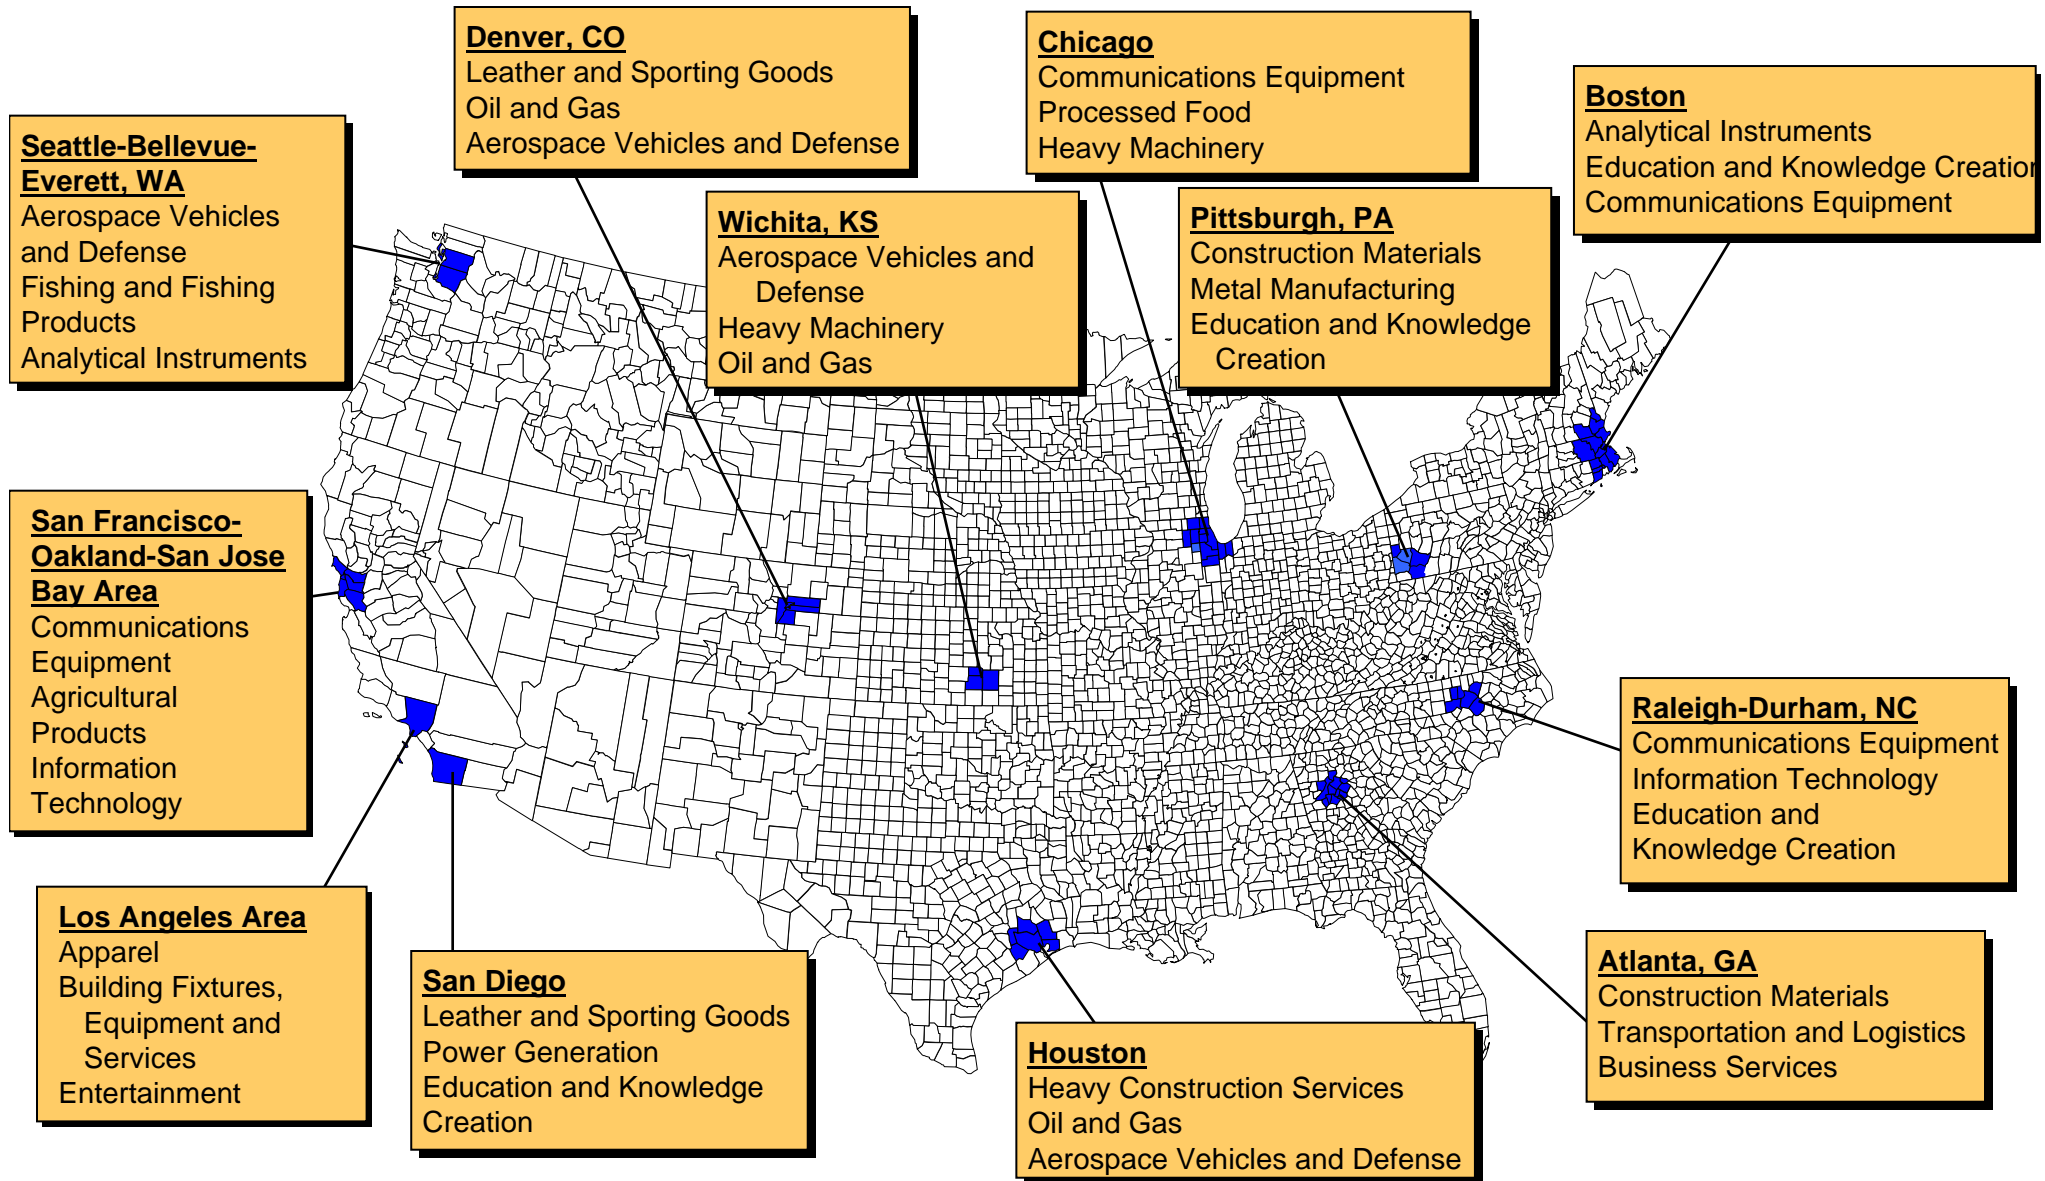 Denver, CO
Leather and Sporting Goods
Oil and Gas
Aerospace Vehicles and Defense
Chicago
Communications Equipment
Processed Food
Heavy Machinery
Boston
Analytical Instruments
Education and Knowledge Creation
Communications Equipment
Seattle-Bellevue-
Everett, WA
Aerospace Vehicles
and Defense
Fishing and Fishing
Products
Analytical Instruments
Wichita, KS
Aerospace Vehicles and
Defense
Heavy Machinery
Oil and Gas
Pittsburgh, PA
Construction Materials
Metal Manufacturing
Education and Knowledge
Creation
San Francisco-
Oakland-San Jose
Bay Area
Communications
Equipment
Agricultural
Products
Information
Technology
Raleigh-Durham, NC
Communications Equipment
Information Technology
Education and
Knowledge Creation
Los Angeles Area
Apparel
Building Fixtures,
Equipment and
Services
Entertainment
San Diego
Leather and Sporting Goods
Power Generation
Education and Knowledge
Creation
Houston
Heavy Construction Services
Oil and Gas
Aerospace Vehicles and Defense
Atlanta, GA
Construction Materials
Transportation and Logistics
Business Services